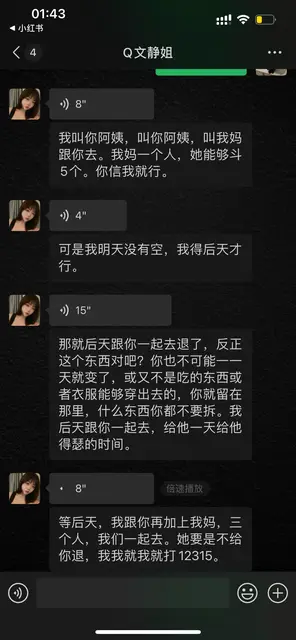 01:43
小红书
4
Q文静姐
8"
我叫你阿姨，叫你阿姨，叫我妈
跟你去。我妈一个人，她能够斗
5个。你信我就行。
4"
可是我明天没有空，我得后天才
行。
15"
那就后天跟你一起去退了，反正
这个东西对吧？你也不可能一一
天就变了，或又不是吃的东西或
者衣服能够穿出去的，你就留在
那里，什么东西你都不要拆。我
后天跟你一起去，给他一天给他
得瑟的时间。
8"
倍速播放
等后天，我跟你再加上我妈，三
个人，我们一起去。她要是不给
你退，我我就我就打12315。